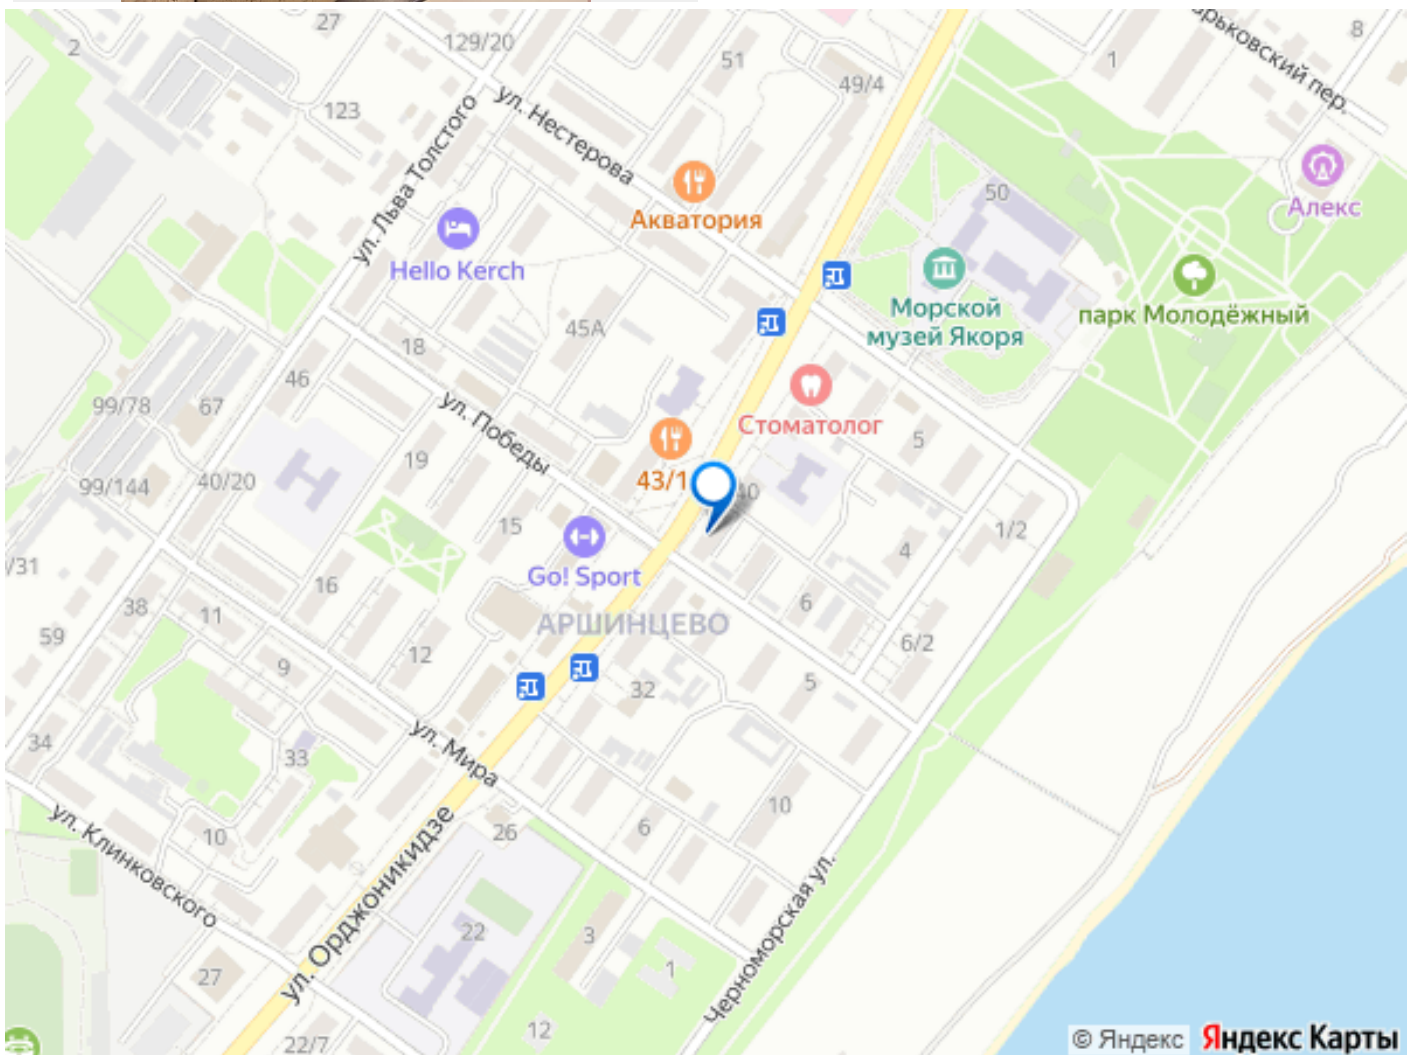 2
27
129/20
51
49/4
1
8
рьковский пер.
123
ул. Нестерова
ул. Льва Толстого
Акватория
50
Алекс
Hello Kerch
Морской
музей Якоря
парк Молодёжный
45А
18
46
Стоматолог
99/78
67
ул. Победы
5
19
43/1
40
99/144
40/20
15
1/2
4
Go! Sport
/31
16
38
11
6
АРШИНЦЕВО
59
12
9
6/2
32
5
34
33
ул. Мира
10
ул. Клинковского
10
26
6
ул. Орджоникидзе
Черноморская ул.
22
3
27
1
12
22/7
© Яндекс Яндекс Карты